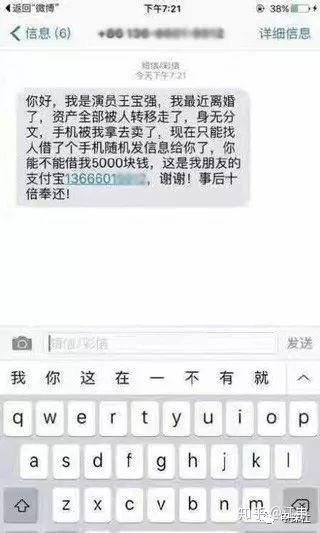 返回"微博"
下午7:21
38%
信息 (6)
+86 136-
详细信息
短信/彩信
今天下午7:21
你好，我是演员王宝强，我最近离婚
了，资产全部被人转移走了，身无分
文，手机被我拿去卖了，现在只能找
人借了个手机随机发信息给你了，你
能不能借我5000块钱，这是我朋友的
支付宝1366601，谢谢！事后十
倍奉还！
短信/彩信
发送
我 你 这 在 一 不 有 就
q w e r t y u i o p
a s d f g h j k l
z x c v b n m
知乎